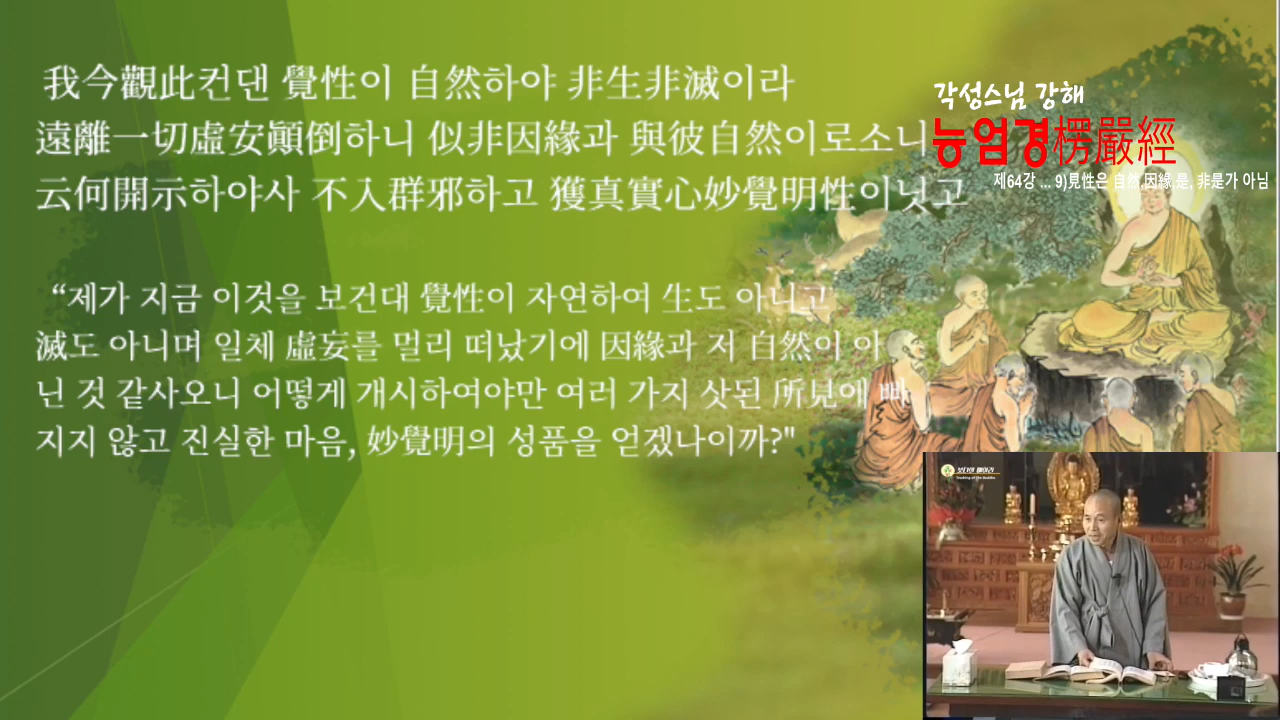 我今觀此컨댄 覺性이 自然하야 非生非滅이라
遠離一切虛安顚倒하니 似非因緣과 與彼自然이로소니
云何開示하야사 不入群邪하고 獲真實心妙覺明性이닛고
“제가 지금 이것을 보건대 覺性이 자연하여 生도 아니고
滅도 아니며 일체 虛妄를 멀리 떠났기에 因緣과 저 自然이 아
닌 것 같사오니 어떻게 개시하여야만 여러 가지 삿된 所見에 빠
지지 않고 진실한 마음, 妙覺明의 성품을 얻겠나이까?"
각성스님 강해
능엄경楞嚴經
제64강 ... 9)見性은 自然,因緣,是, 非是가 아님
Teaching of the Buddha